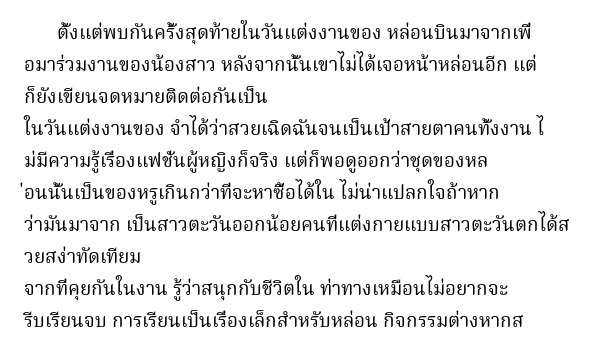 ตั้งแต่พบกันครั้งสุดท้ายในวันแต่งงานของ หล่อนบินมาจากเพื่
อมาร่วมงานของน้องสาว หลังจากนั้นเขาไม่ได้เจอหน้าหล่อนอีก แต่
ก็ยังเขียนจดหมายติดต่อกันเป็น
ในวันแต่งงานของ จำได้ว่าสวยเฉิดฉันจนเป็นเป้าสายตาคนทั้งงาน ไ
ม่มีความรู้เรื่องแฟชั่นผู้หญิงก็จริง แต่ก็พอดูออกว่าชุดของหล
่อนนั้นเป็นของหรูเกินกว่าที่จะหาซื้อได้ใน ไม่น่าแปลกใจถ้าหาก
ว่ามันมาจาก เป็นสาวตะวันออกน้อยคนที่แต่งกายแบบสาวตะวันตกได้ส
วยสง่าทัดเทียม
จากที่คุยกันในงาน รู้ว่าสนุกกับชีวิตใน ท่าทางเหมือนไม่อยากจะ
รีบเรียนจบ การเรียนเป็นเรื่องเล็กสำหรับหล่อน กิจกรรมต่างหากส